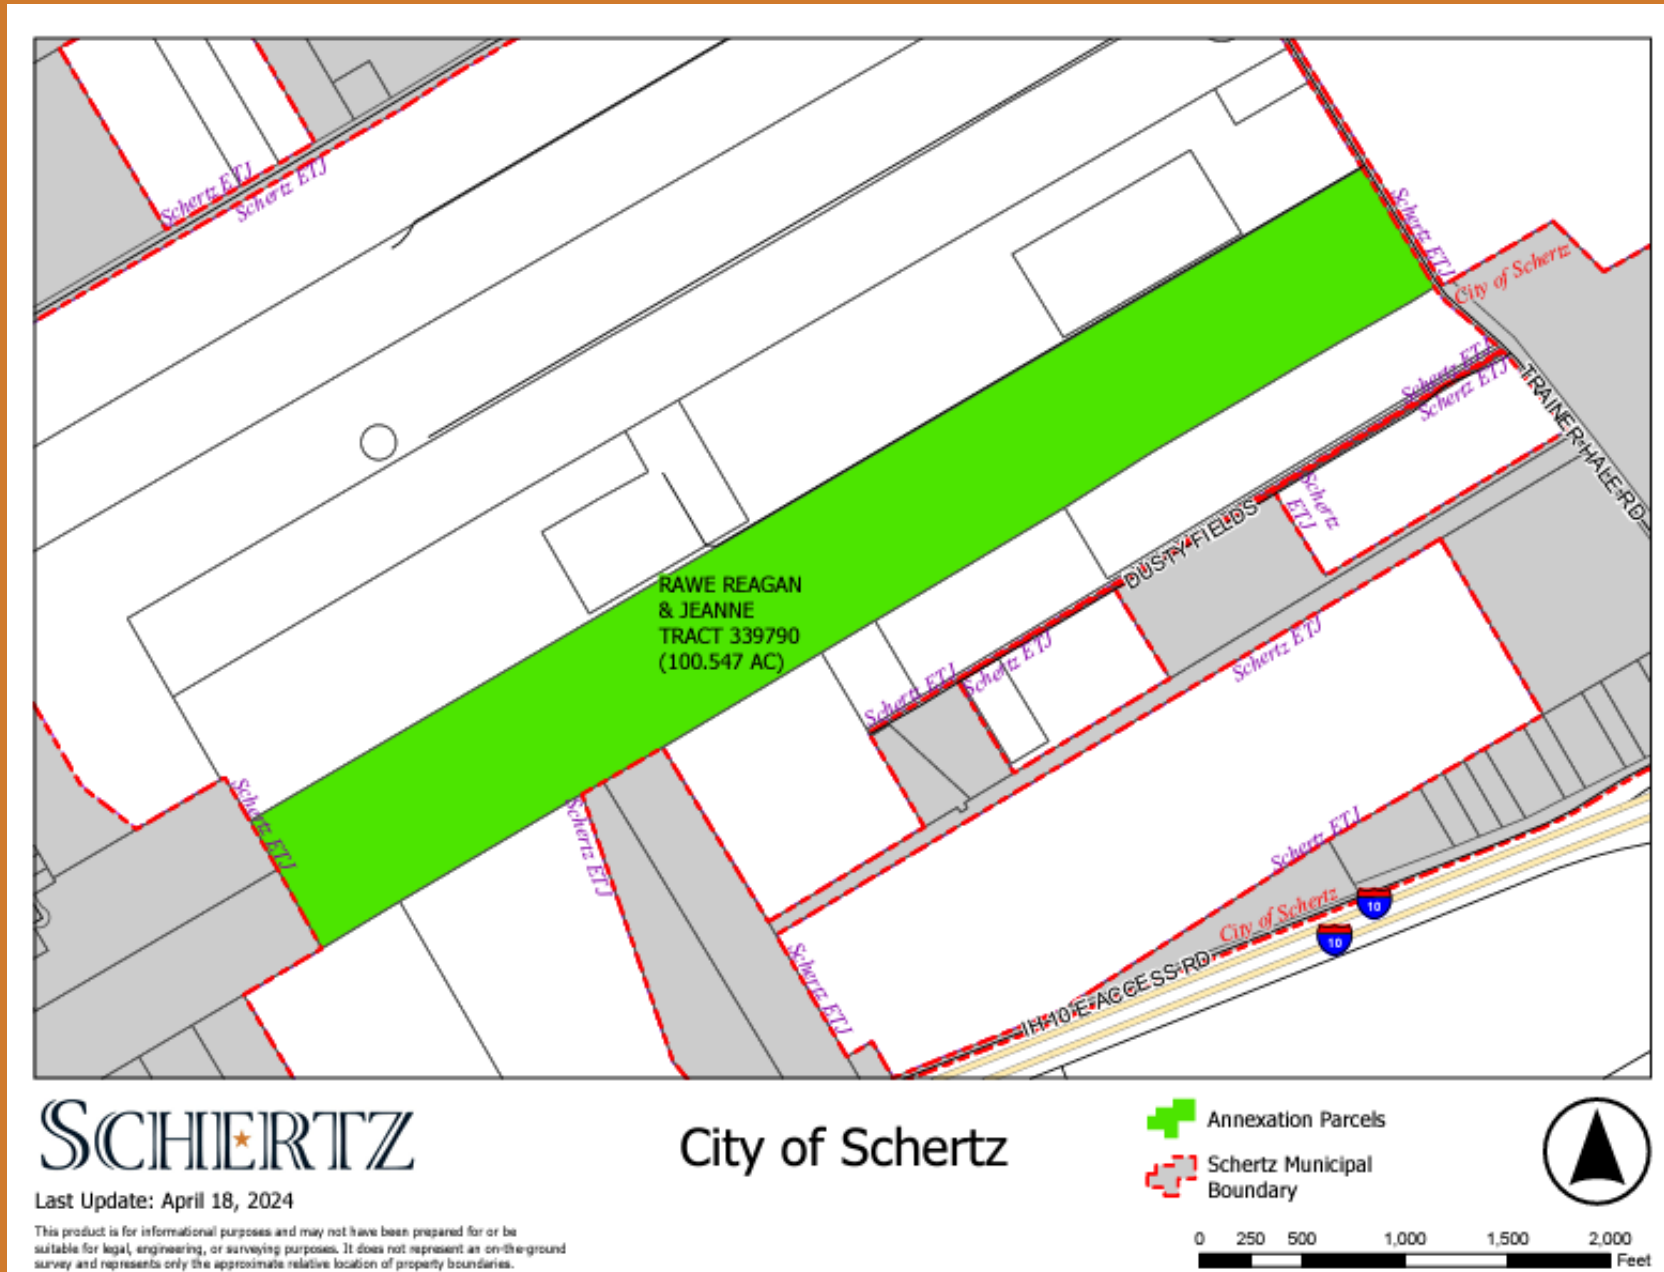 Schertz ETJ
Schertz ETJ
Schertz ETJ
City of Schertz
Schertz ETJ
Schertz ETJ
TRAINER HALE RD
Schertz
ETJ
DUSTY FIELDS
RAWE REAGAN
& JEANNE
TRACT 339790
(100.547 AC)
Schertz ETJ
Schertz ETJ
Schertz ETJ
Schertz ETJ
Schertz ETJ
Schertz ETJ
Schertz ETJ
City of Schertz
10
10
Schertz ETJ
IH 10 E ACCESS RD
SCHERTZ
City of Schertz
Annexation Parcels
Schertz Municipal
Boundary
Last Update: April 18, 2024
This product is for informational purposes and may not have been prepared for or be
suitable for legal, engineering, or surveying purposes. It does not represent an on-the-ground
survey and represents only the approximate relative location of property boundaries.
0 250 500 1,000 1,500 2,000
Feet